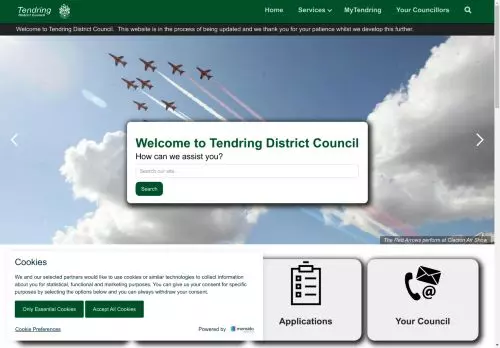 Tendring
District Council
Home
Services
MyTendring
Your Councillors
Welcome to Tendring District Council. This website is in the process of being updated and we thank you for your patience whilst we develop this further.
Welcome to Tendring District Council
How can we assist you?
Search our site...
Search
The Red Arrows perform at Clacton Air Show
Cookies
We and our selected partners would like to use cookies or similar technologies to collect information
about you for statistical, functional and marketing purposes. You can give us your consent for specific
purposes by selecting the options below and you can always withdraw your consent.
Only Essential Cookies
Accept All Cookies
Cookie Preferences
Powered by
Applications
Your Council